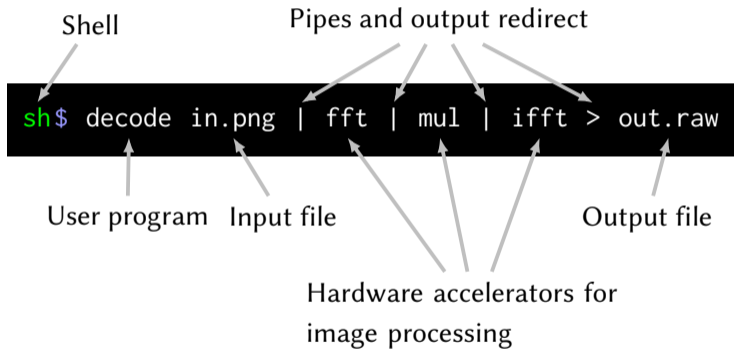 Shell
Pipes and output redirect
sh$ decode in.png | fft | mul | ifft > out.raw
User program
Input file
Output file
Hardware accelerators for
image processing